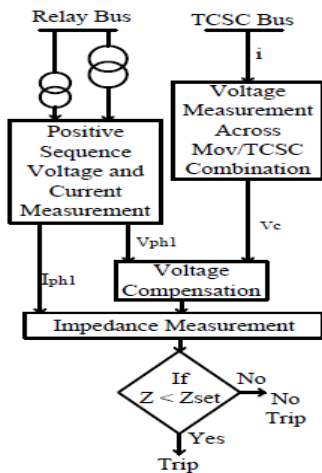 Relay Bus
TCSC Bus
i
Positive
Sequence
Voltage and
Current
Measurement
Voltage
Measurement
Across
Mov/TCSC
Combination
Iph1
Vph1
Vc
Voltage
Compensation
Impedance Measurement
If
Z < Zset
No
No
Trip
Yes
Trip